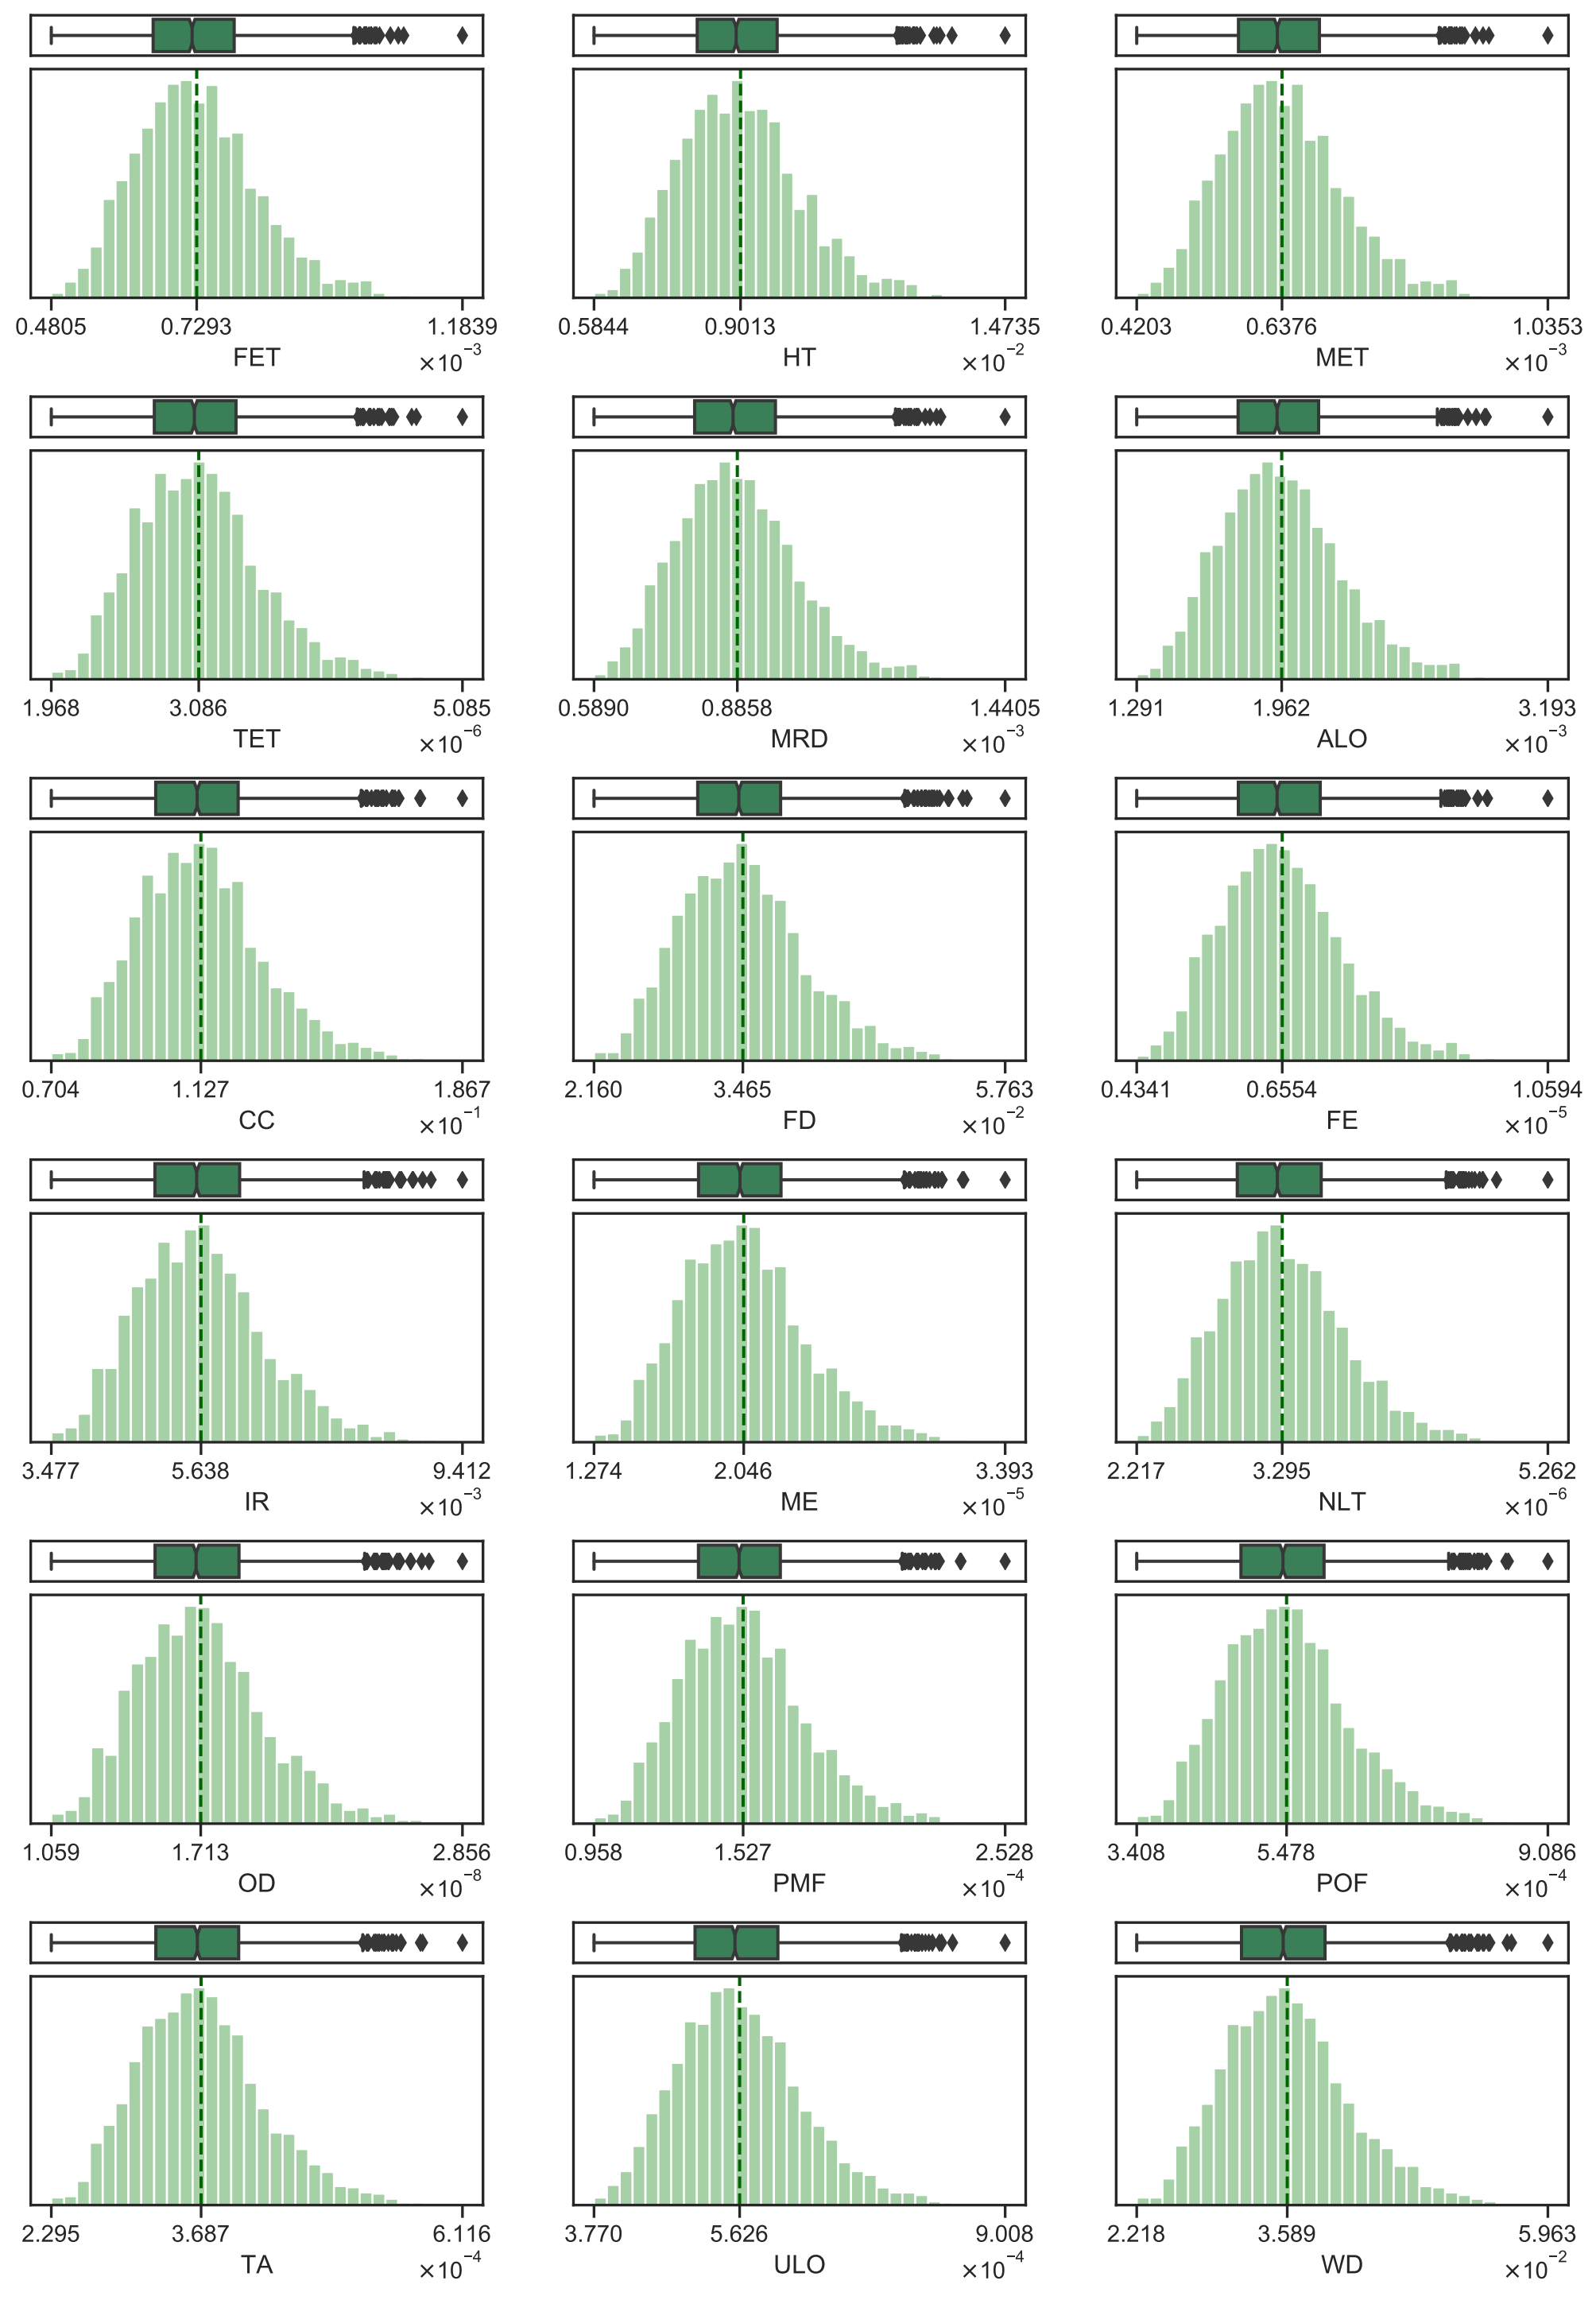 0.4805 0.7293 1.1839 0.5844 0.9013 1.4735 0.4203 0.6376 1.0353
FET ×10⁻³ HT ×10⁻² MET ×10⁻³
1.968 3.086 5.085 0.5890 0.8858 1.4405 1.291 1.962 3.193
TET ×10⁻⁶ MRD ×10⁻³ ALO ×10⁻³
0.704 1.127 1.867 2.160 3.465 5.763 0.4341 0.6554 1.0594
CC ×10⁻¹ FD ×10⁻² FE ×10⁻⁵
3.477 5.638 9.412 1.274 2.046 3.393 2.217 3.295 5.262
IR ×10⁻³ ME ×10⁻⁵ NLT ×10⁻⁶
1.059 1.713 2.856 0.958 1.527 2.528 3.408 5.478 9.086
OD ×10⁻⁸ PMF ×10⁻⁴ POF ×10⁻⁴
2.295 3.687 6.116 3.770 5.626 9.008 2.218 3.589 5.963
TA ×10⁻⁴ ULO ×10⁻⁴ WD ×10⁻²